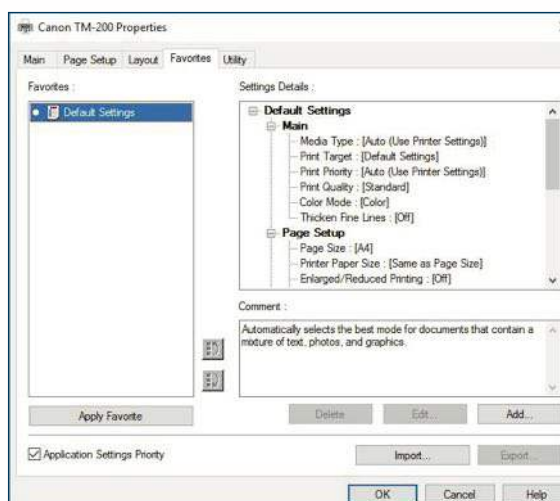 Canon TM-200 Properties
Main Page Setup Layout Favorites Utility
Favorites :
Default Settings
Settings Details :
Default Settings
Main
Media Type : [Auto (Use Printer Settings)]
Print Target : [Default Settings]
Print Priority : [Auto (Use Printer Settings)]
Print Quality : [Standard]
Color Mode : [Color]
Thicken Fine Lines : [Off]
Page Setup
Page Size : [A4]
Printer Paper Size : [Same as Page Size]
Enlarged/Reduced Printing : [Off]
Comment :
Automatically selects the best mode for documents that contain a
mixture of text, photos, and graphics.
Apply Favorite
Delete Edit... Add...
Application Settings Priority
Import... Export...
OK Cancel Help